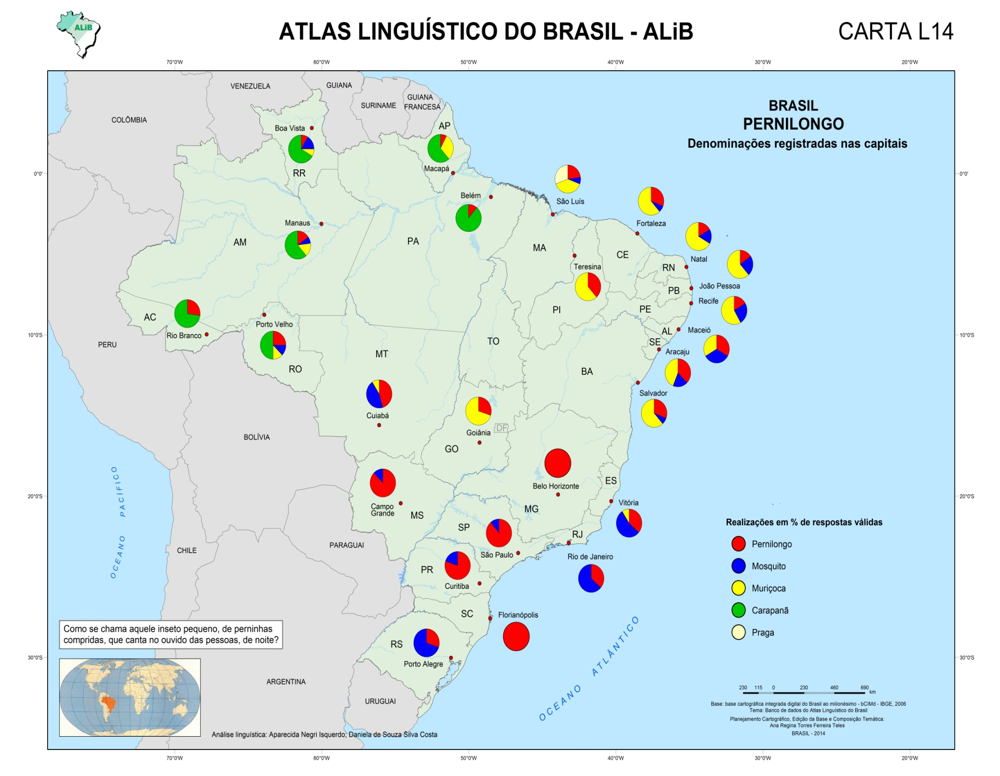 ALiB
ATLAS LINGUÍSTICO DO BRASIL - ALiB
CARTA L14
70°0'W
60°0'W
50°0'W
40°0'W
30°0'W
20°0'W
VENEZUELA
GUIANA
SURINAME
GUIANA
FRANCESA
COLÔMBIA
BRASIL
PERNILONGO
Denominações registradas nas capitais
AP
Boa Vista
RR
Macapá
0°0'
0°0'
Belém
São Luís
Fortaleza
Manaus
AM
PA
MA
CE
Natal
RN
Teresina
João Pessoa
PB
Recife
PI
PE
AC
Rio Branco
Porto Velho
AL
Maceió
10°0'S
10°0'S
PERU
TO
SE
Aracaju
MT
RO
BA
Salvador
Cuiabá
DF
Goiânia
BOLÍVIA
GO
OCEANO PACÍFICO
Belo Horizonte
ES
20°0'S
20°0'S
Campo
Grande
MS
MG
Vitória
SP
RJ
PARAGUAI
CHILE
São Paulo
Rio de Janeiro
PR
Curitiba
SC
Florianópolis
RS
Porto Alegre
OCEANO ATLÂNTICO
Realizações em % de respostas válidas
Pernilongo
Mosquito
Muriçoca
Carapanã
Praga
Como se chama aquele inseto pequeno, de perninhas
compridas, que canta no ouvido das pessoas, de noite?
30°0'S
30°0'S
ARGENTINA
URUGUAI
230 115 0 230 460 690
km
Base: base cartográfica integrada digital do Brasil ao milionésimo - bCIMd - IBGE, 2006
Tema: Banco de dados do Atlas Linguístico do Brasil
Planejamento Cartográfico, Edição da Base e Composição Temática:
Ana Regina Torres Ferreira Teles
BRASIL - 2014
Análise linguística: Aparecida Negri Isquerdo; Daniela de Souza Silva Costa
70°0'W
60°0'W
50°0'W
40°0'W
30°0'W
20°0'W